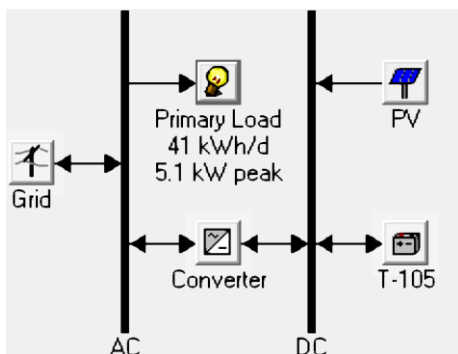 Primary Load
41 kWh/d
5.1 kW peak
PV
Grid
Converter
T-105
AC
DC